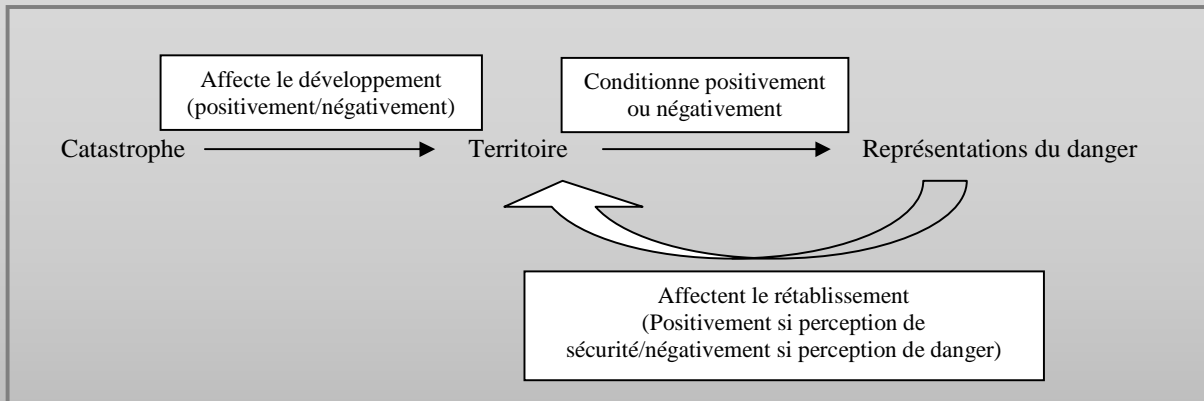 Affecte le développement
(positivement/négativement)
Conditionne positivement
ou négativement
Catastrophe
Territoire
Représentations du danger
Affectent le rétablissement
(Positivement si perception de
sécurité/négativement si perception de danger)